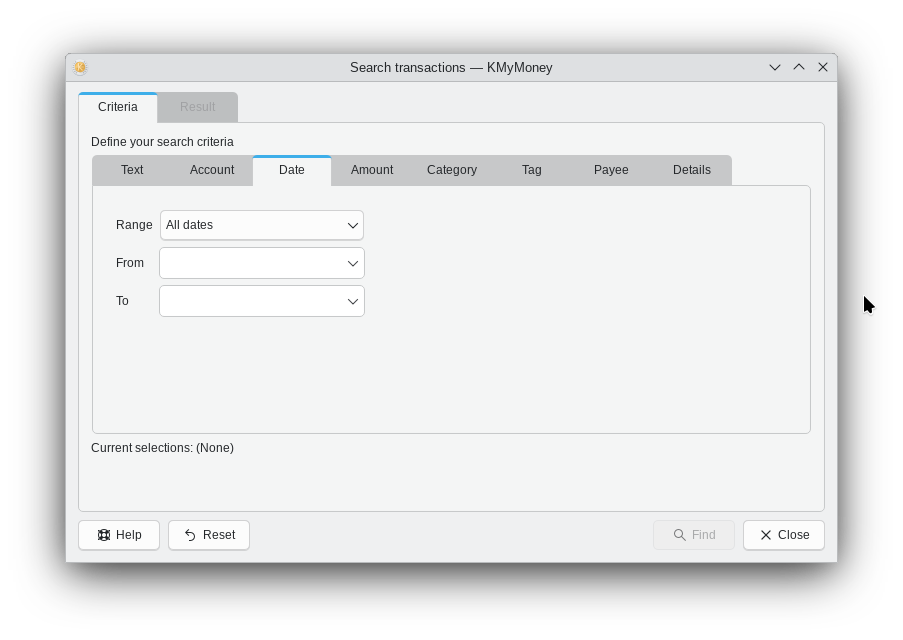 Search transactions — KMyMoney
Criteria Result
Define your search criteria
Text Account Date Amount Category Tag Payee Details
Range All dates
From
To
Current selections: (None)
Help Reset Find Close